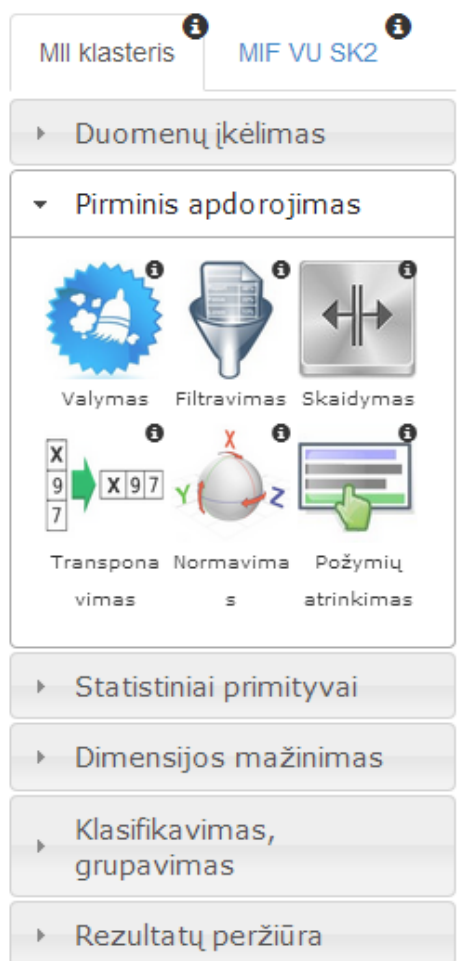 MII klasteris
MIF VU SK2
Duomenų įkėlimas
Pirminis apdorojimas
Valymas Filtravimas Skaidymas
X
9
7
X 9 7
X
Y
Z
Transpona Normavima Požymių
vimas s atrinkimas
Statistiniai primityvai
Dimensijos mažinimas
Klasifikavimas,
grupavimas
Rezultatų peržiūra